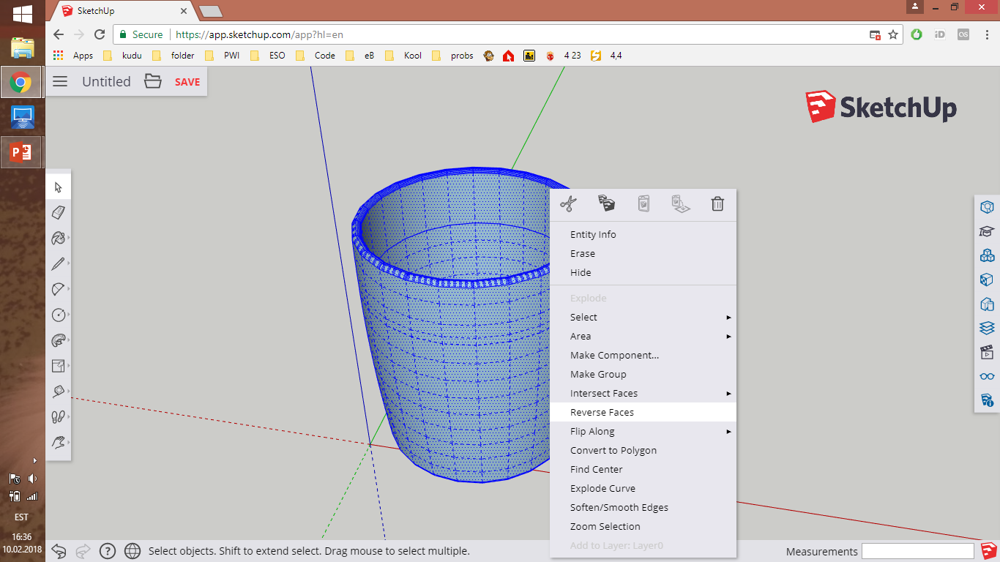 SketchUp
Secure
https://app.sketchup.com/app?hl=en
iD
OS
Apps
kudu
folder
PWI
ESO
Code
eB
Kool
probs
4 23
4,4
Untitled
SAVE
SketchUp
P
Entity Info
Erase
Hide
Explode
Select
Area
Make Component...
Make Group
Intersect Faces
Reverse Faces
Flip Along
Convert to Polygon
Find Center
Explode Curve
Soften/Smooth Edges
Zoom Selection
Add to Layer: Layer0
EST
16:36
10.02.2018
Select objects. Shift to extend select. Drag mouse to select multiple.
Measurements